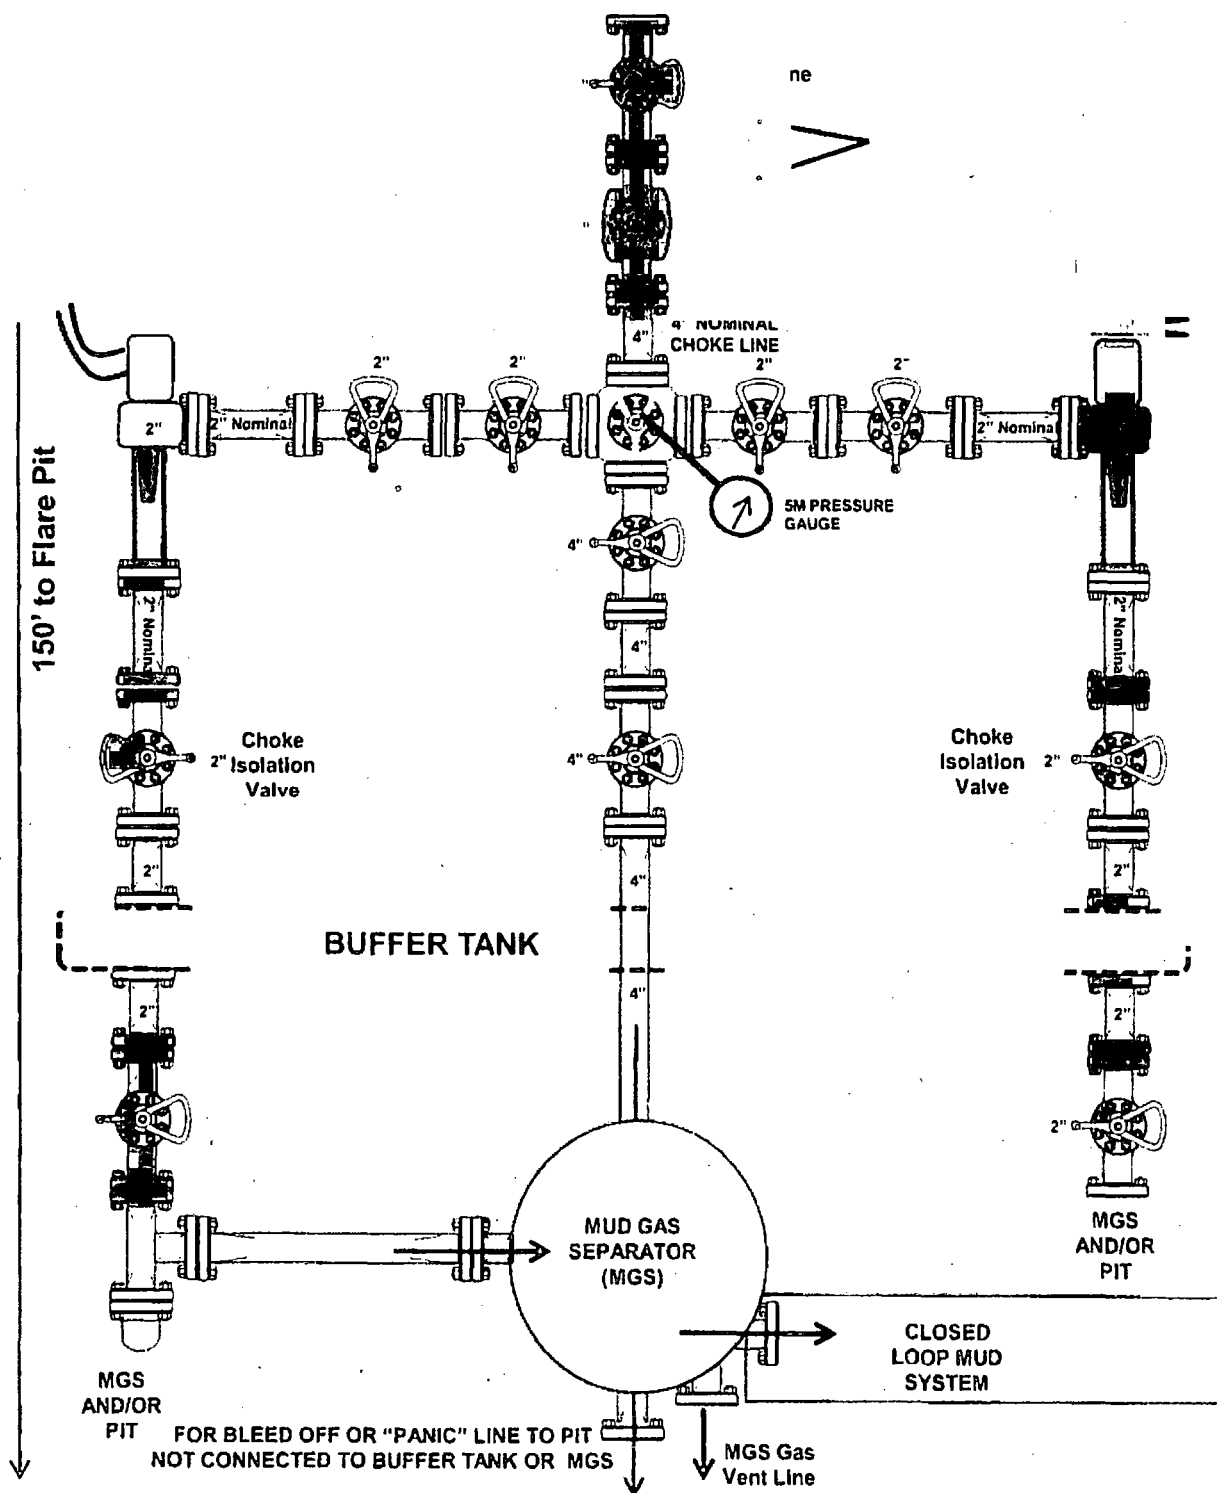 ne
"
"
4" NOMINAL
CHOKE LINE
4"
2"
2"
2"
2"
2"
2" Nominal
2" Nominal
5M PRESSURE
GAUGE
4"
150' to Flare Pit
2" Nominal
4"
2" Nominal
2"
Choke
Isolation
Valve
4"
Choke
Isolation
Valve
2"
2"
4"
2"
BUFFER TANK
2"
4"
2"
2"
MUD GAS
SEPARATOR
(MGS)
MGS
AND/OR
PIT
CLOSED
LOOP MUD
SYSTEM
MGS
AND/OR
PIT
FOR BLEED OFF OR "PANIC" LINE TO PIT
NOT CONNECTED TO BUFFER TANK OR MGS
MGS Gas
Vent Line